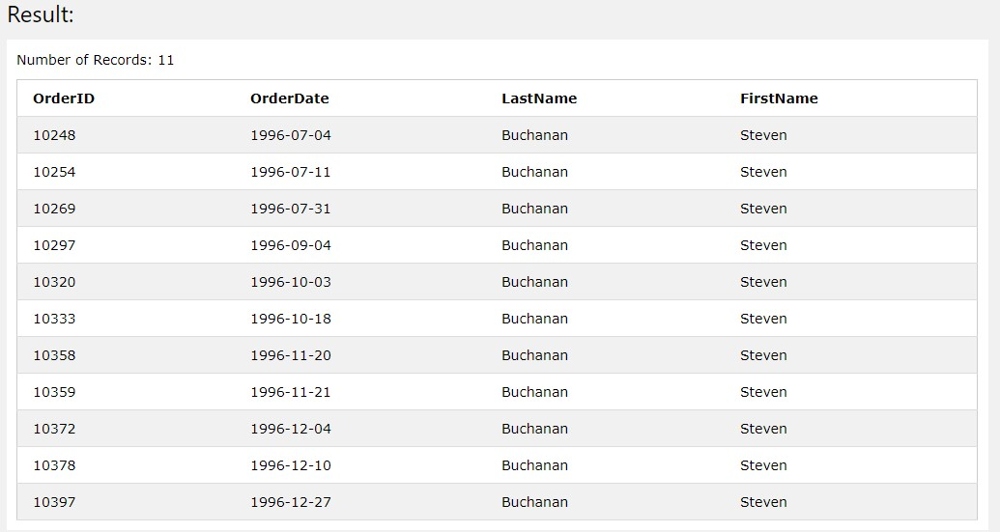 Result:
Number of Records: 11
OrderID OrderDate LastName FirstName
10248 1996-07-04 Buchanan Steven
10254 1996-07-11 Buchanan Steven
10269 1996-07-31 Buchanan Steven
10297 1996-09-04 Buchanan Steven
10320 1996-10-03 Buchanan Steven
10333 1996-10-18 Buchanan Steven
10358 1996-11-20 Buchanan Steven
10359 1996-11-21 Buchanan Steven
10372 1996-12-04 Buchanan Steven
10378 1996-12-10 Buchanan Steven
10397 1996-12-27 Buchanan Steven